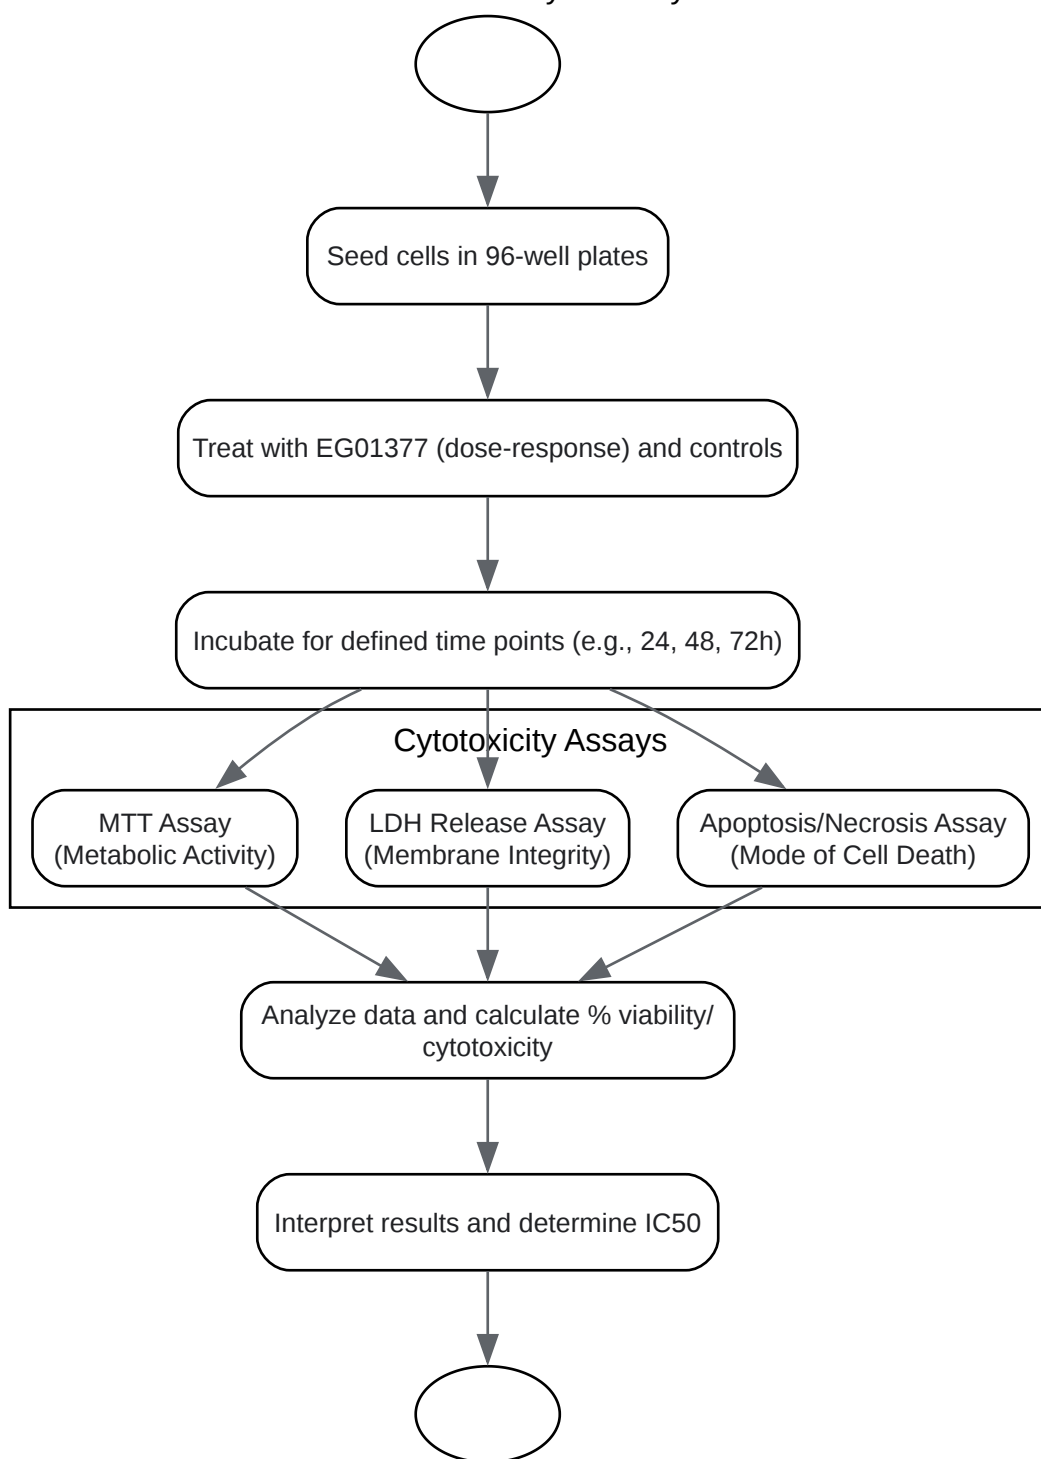 Seed cells in 96-well plates
Treat with EG01377 (dose-response) and controls
Incubate for defined time points (e.g., 24, 48, 72h)
Cytotoxicity Assays
MTT Assay
(Metabolic Activity)
LDH Release Assay
(Membrane Integrity)
Apoptosis/Necrosis Assay
(Mode of Cell Death)
Analyze data and calculate % viability/
cytotoxicity
Interpret results and determine IC50